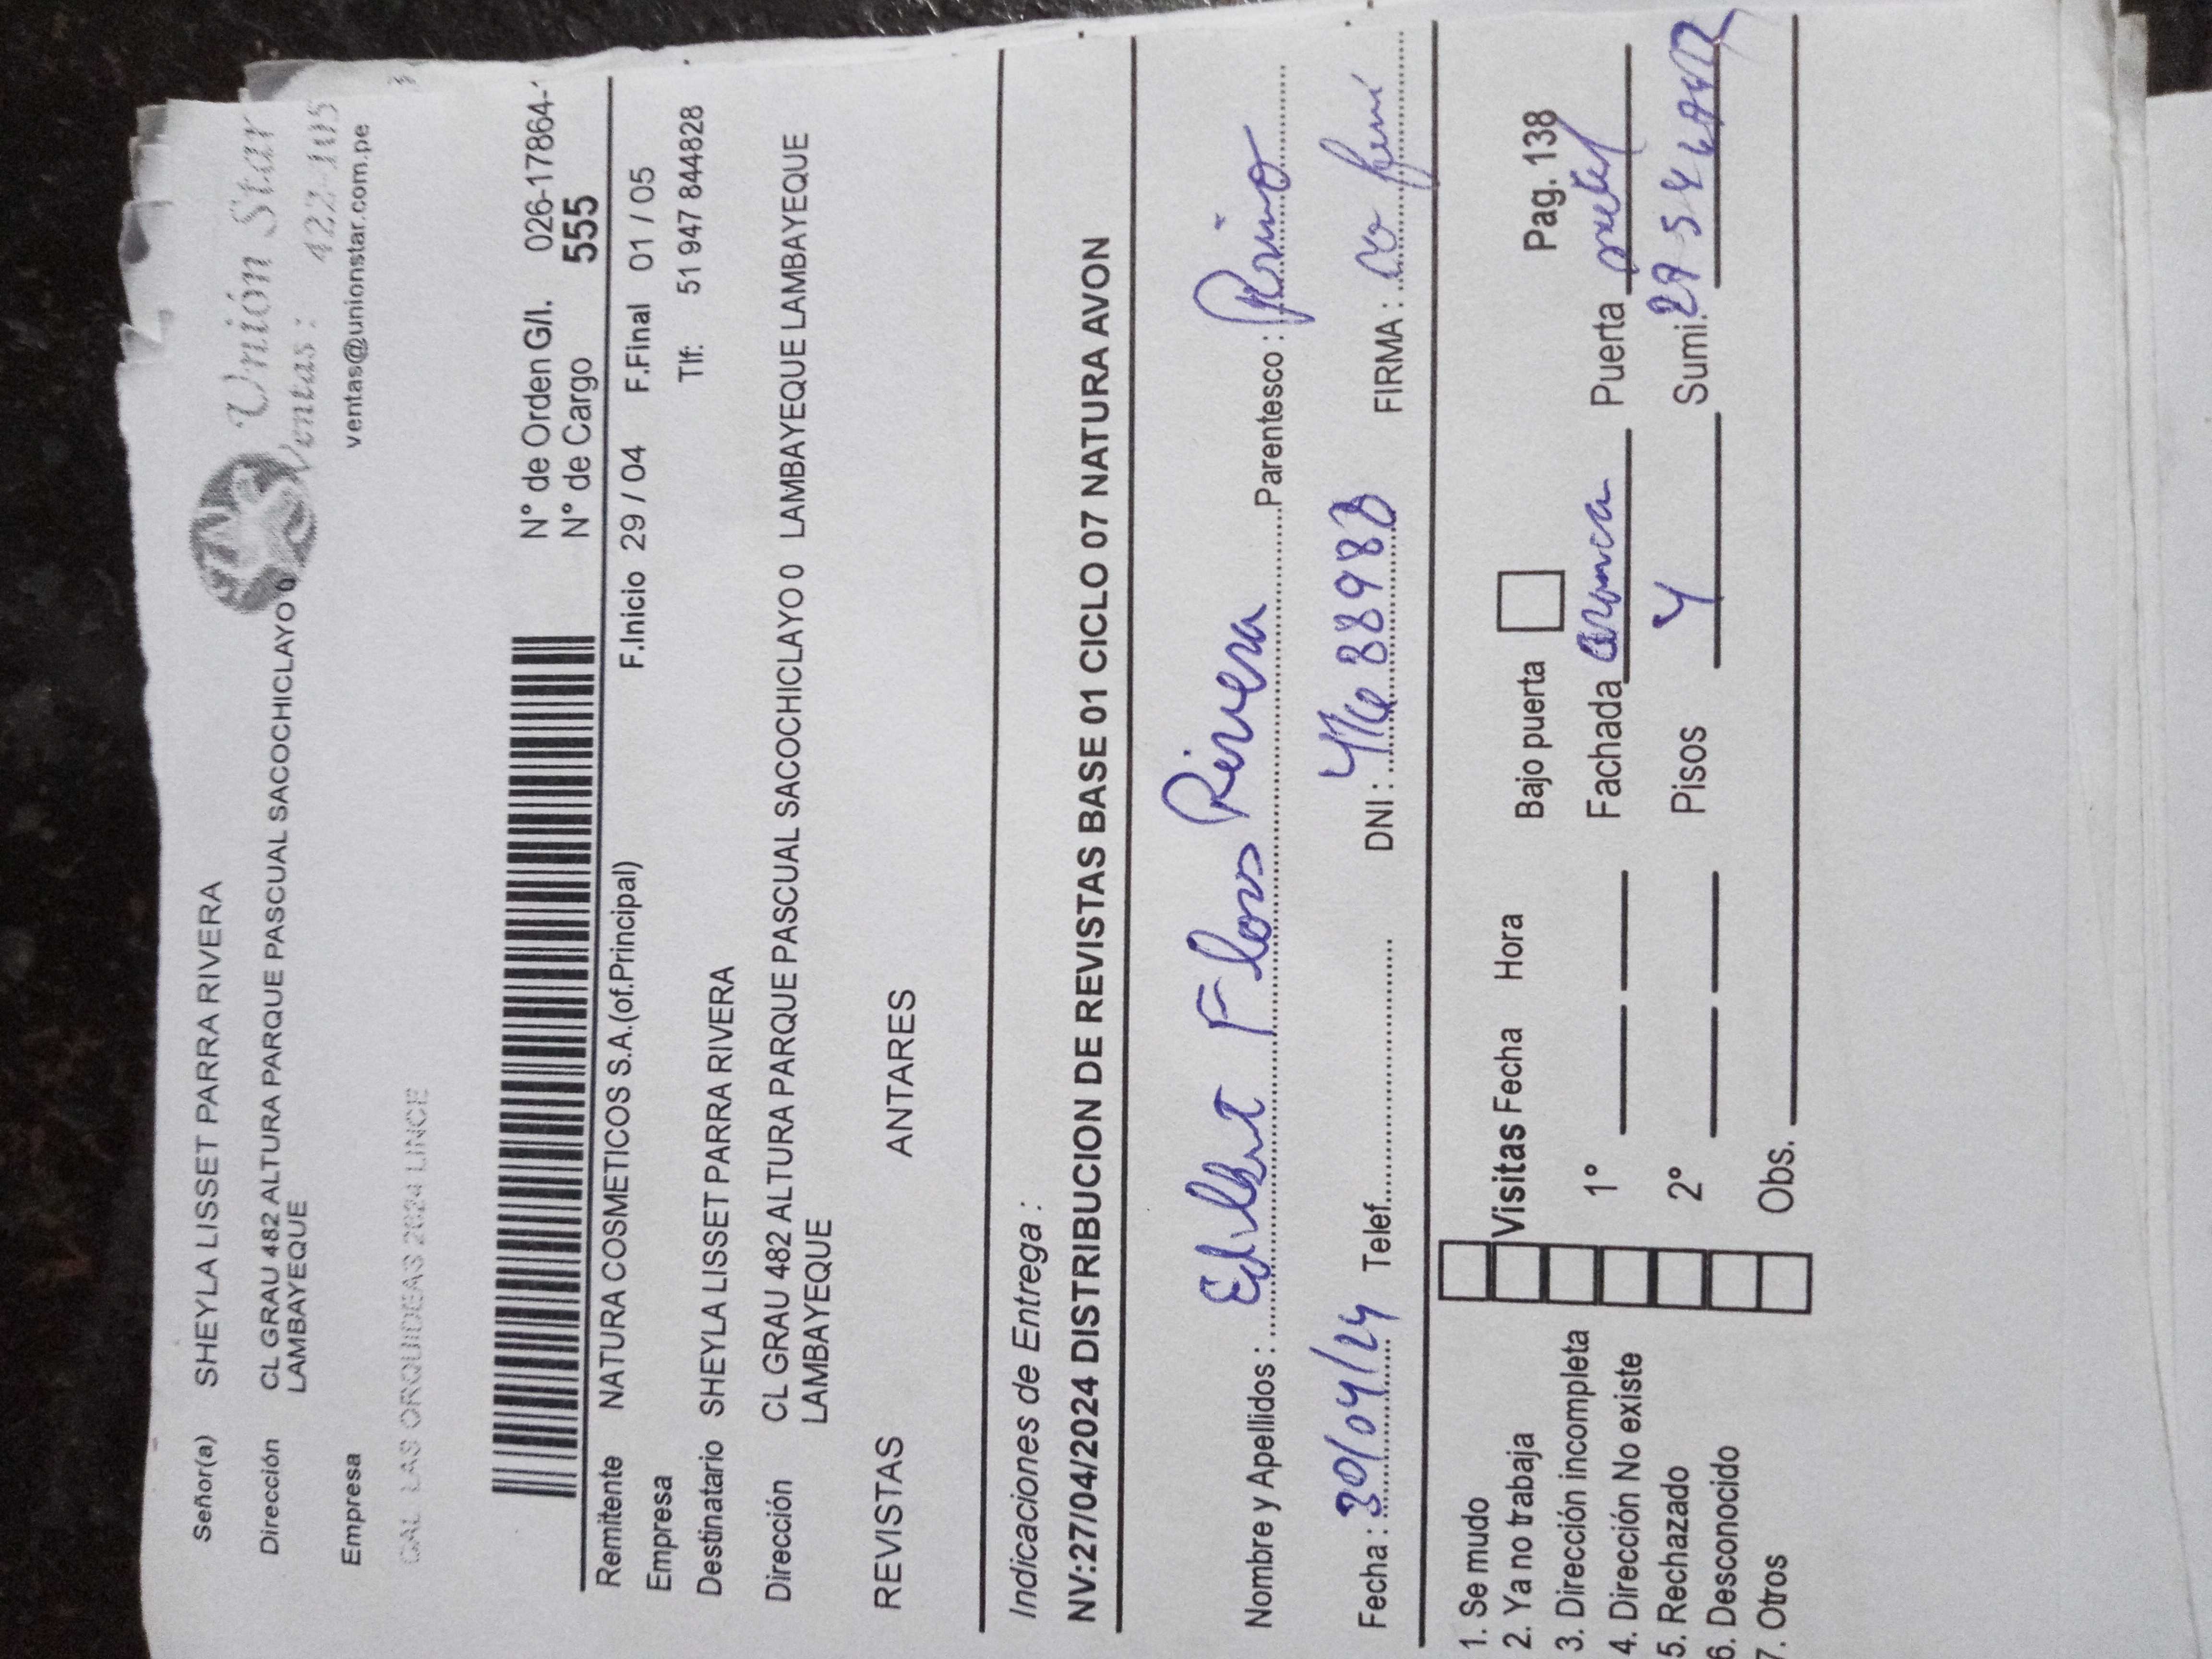 Señor(a) SHEYLA LISSET PARRA RIVERA
Unión Star
Ventas : 422-105
ventas@unionstar.com.pe
Dirección CL GRAU 482 ALTURA PARQUE PASCUAL SACOCHICLAYO 0
LAMBAYEQUE
Empresa
CAL LAS ORQUIDEAS 2624 LINCE
N° de Orden G/I. 026-17864-
N° de Cargo 555
Remitente NATURA COSMETICOS S.A.(of.Principal) F.Inicio 29 / 04 F.Final 01 / 05
Empresa Tlf: 51 947 844828
Destinatario SHEYLA LISSET PARRA RIVERA
Dirección CL GRAU 482 ALTURA PARQUE PASCUAL SACOCHICLAYO 0 LAMBAYEQUE LAMBAYEQUE
LAMBAYEQUE
REVISTAS ANTARES
Indicaciones de Entrega :
NV:27/04/2024 DISTRIBUCION DE REVISTAS BASE 01 CICLO 07 NATURA AVON
Nombre y Apellidos : Flores Rivera Parentesco : Primo
Fecha : 30/04/24 Telef. DNI : FIRMA :
1. Se mudo
2. Ya no trabaja Visitas Fecha Hora Bajo puerta Pag. 138
3. Dirección incompleta
4. Dirección No existe 1° Fachada Puerta
5. Rechazado 2° Pisos Sumi.
6. Desconocido
7. Otros Obs.